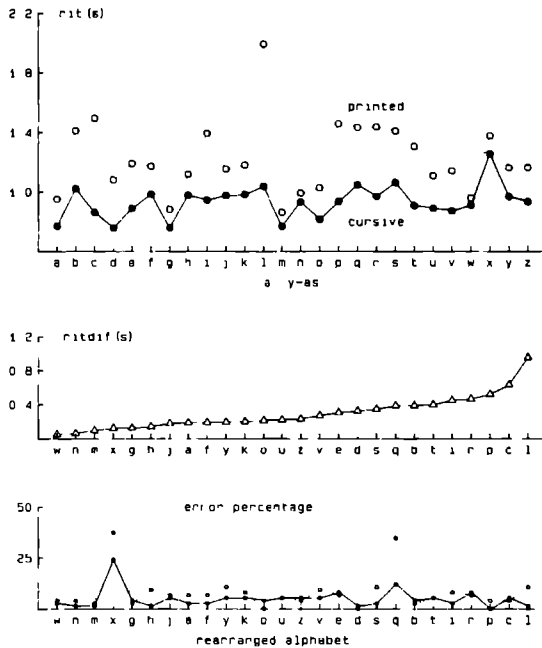 2 2 rit(s)
1 8
printed
1 4
1 0
cursive
a b c d e f g h i j k l m n o p q r s t u v w x y z
a y-as
1 2 ritdif(s)
0 8
0 4
w n m x g h j a f y k o u z v e d s q b t i r p c l
50 error percentage
25
w n m x g h j a f y k o u z v e d s q b t i r p c l
rearranged alphabet